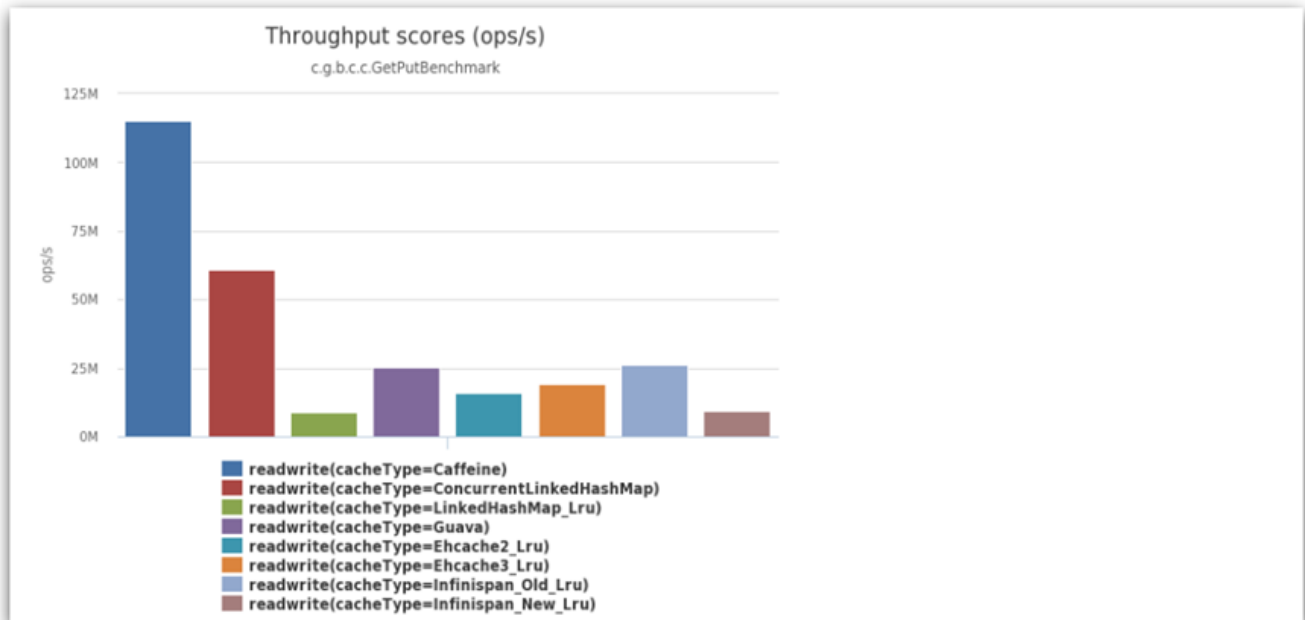 Throughput scores (ops/s)
c.g.b.c.c.GetPutBenchmark
125M
100M
75M
50M
25M
0M
ops/s
readwrite(cacheType=Caffeine)
readwrite(cacheType=ConcurrentLinkedHashMap)
readwrite(cacheType=LinkedHashMap_Lru)
readwrite(cacheType=Guava)
readwrite(cacheType=Ehcache2_Lru)
readwrite(cacheType=Ehcache3_Lru)
readwrite(cacheType=Infinispan_Old_Lru)
readwrite(cacheType=Infinispan_New_Lru)